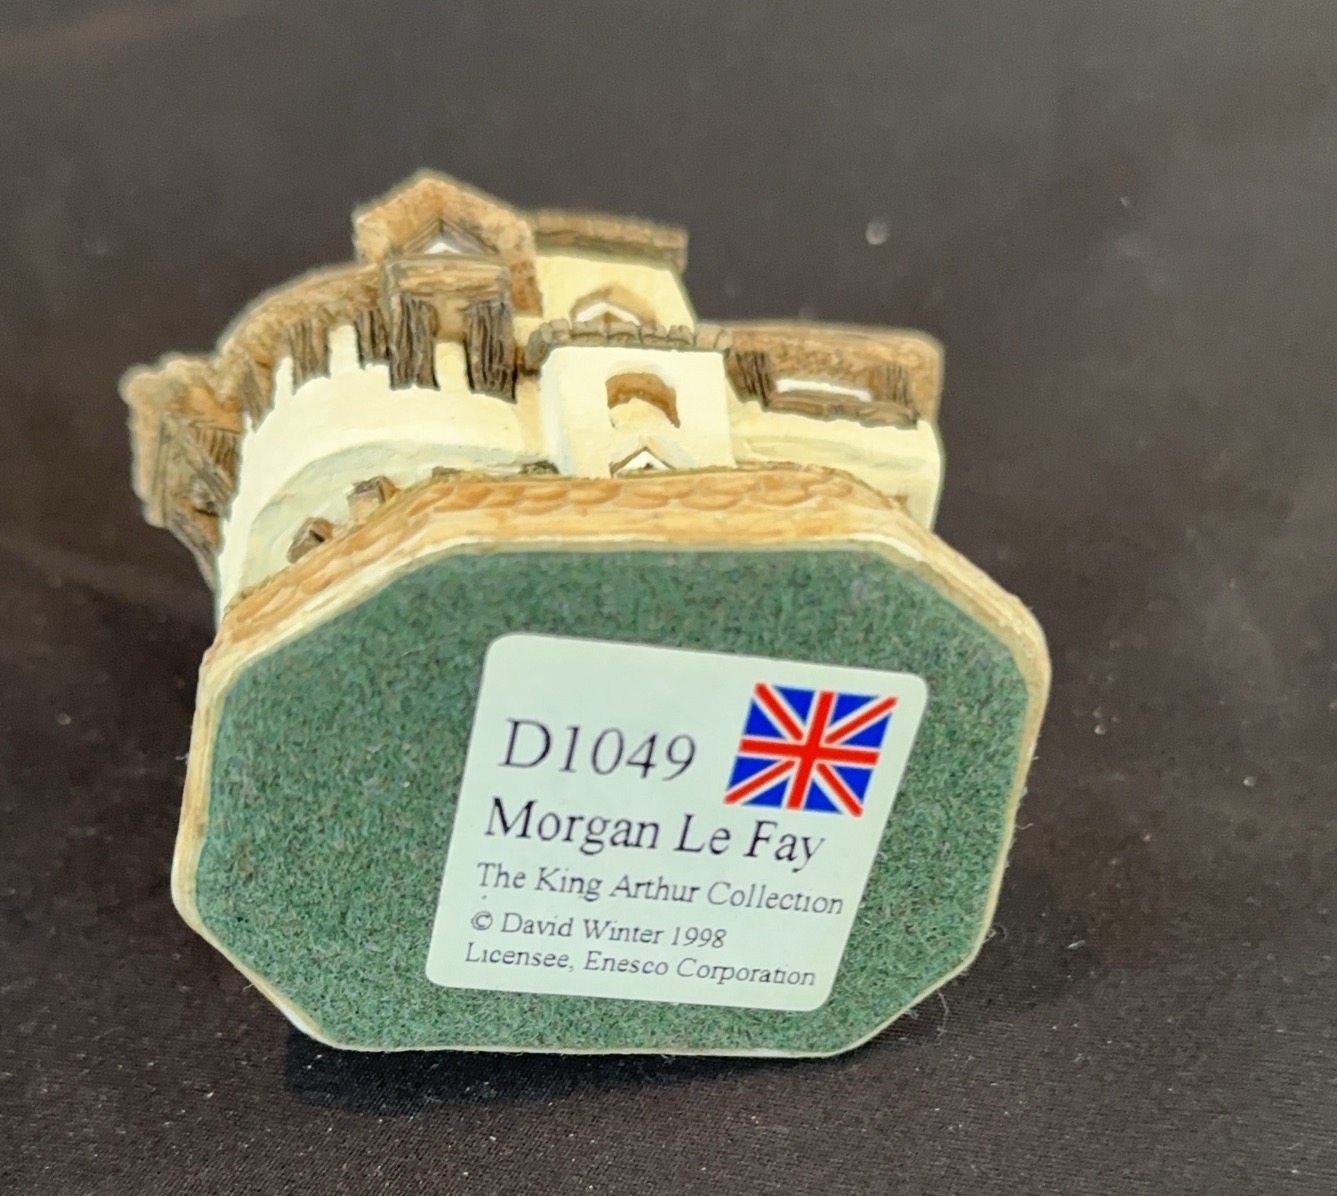 D1049
Morgan Le Fay
The King Arthur Collection
© David Winter 1998
Licensee, Enesco Corporation